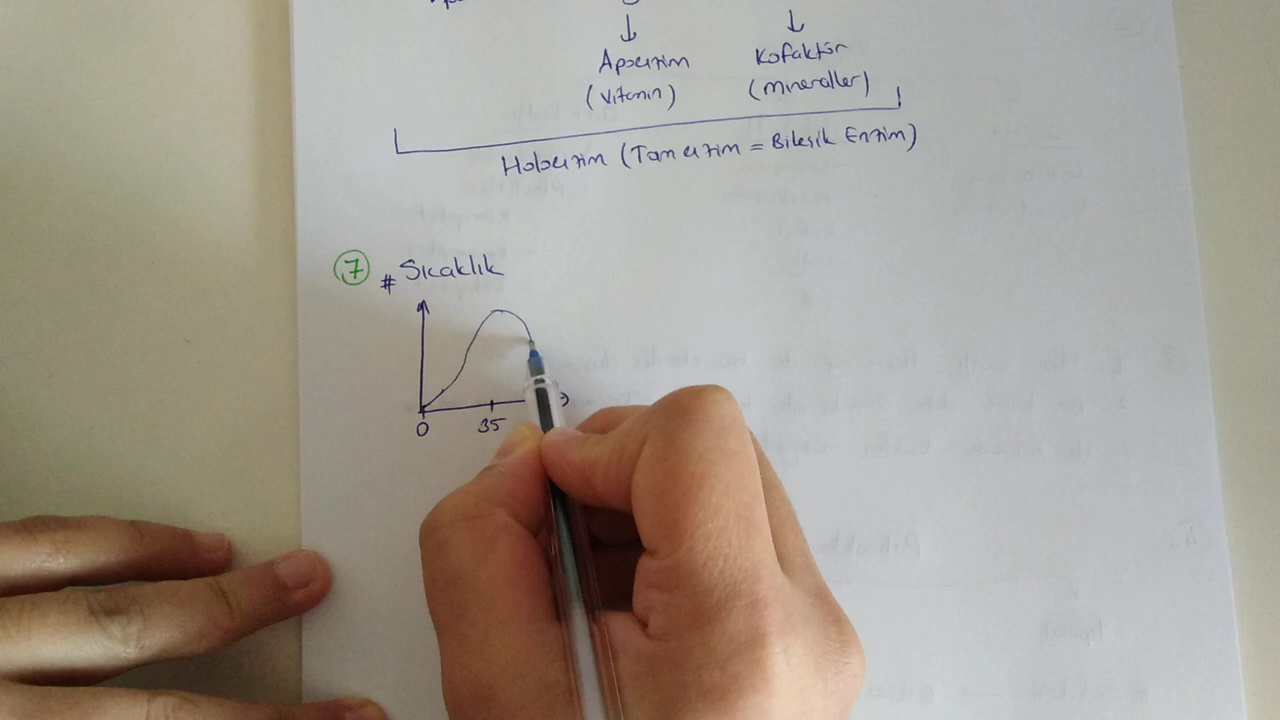 Apoenzim Kofaktör
(Vitamin) (mineraller)
Holoenzim (Tam enzim = Bileşik Enzim)
7 # Sıcaklık
0 35